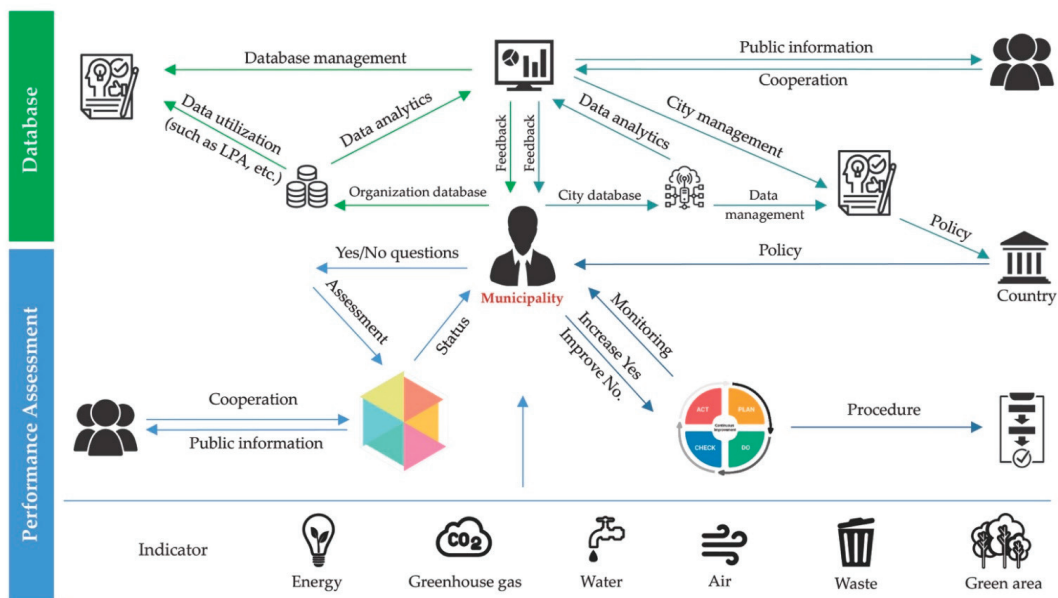 Database
Database management
Public information
Cooperation
Data utilization
(such as LPA, etc.)
Data analytics
Feedback
Feedback
Data analytics
City management
Organization database
City database
Data
management
Policy
Policy
Country
Municipality
Performance Assessment
Yes/No questions
Assessment
Status
Monitoring
Increase Yes
Improve No.
Cooperation
Public information
ACT
PLAN
Continuous
Improvement
CHECK
DO
Procedure
Indicator
CO2
Energy
Greenhouse gas
Water
Air
Waste
Green area